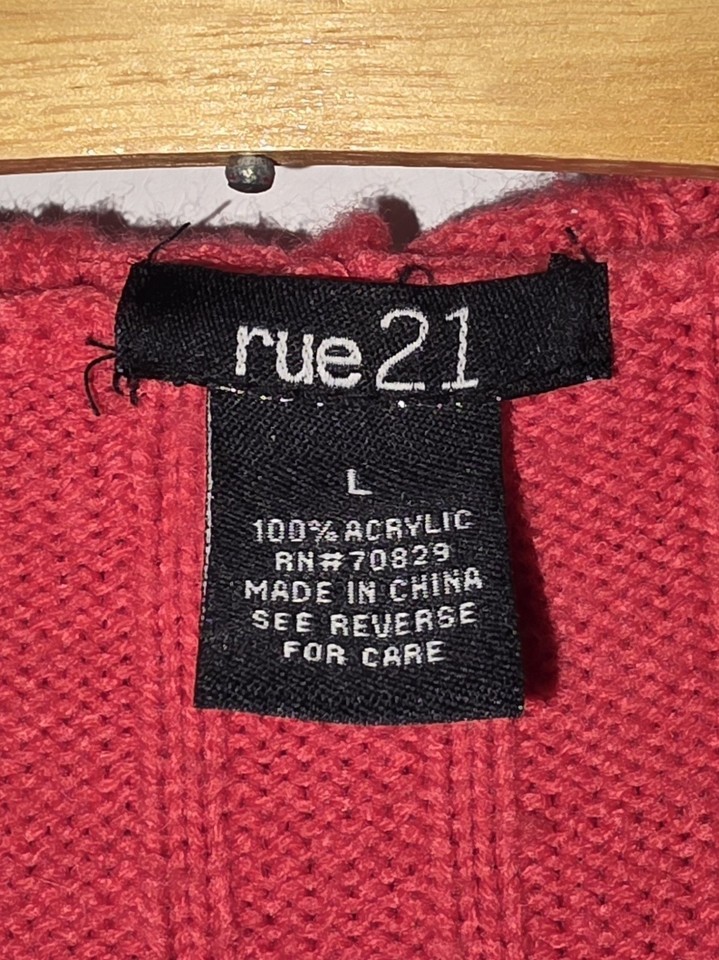 rue21
L
100% ACRYLIC
RN#70829
MADE IN CHINA
SEE REVERSE
FOR CARE